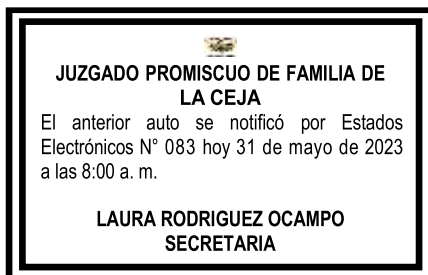 JUZGADO PROMISCUO DE FAMILIA DE
LA CEJA
El anterior auto se notificó por Estados
Electrónicos N° 083 hoy 31 de mayo de 2023
a las 8:00 a. m.
LAURA RODRIGUEZ OCAMPO
SECRETARIA